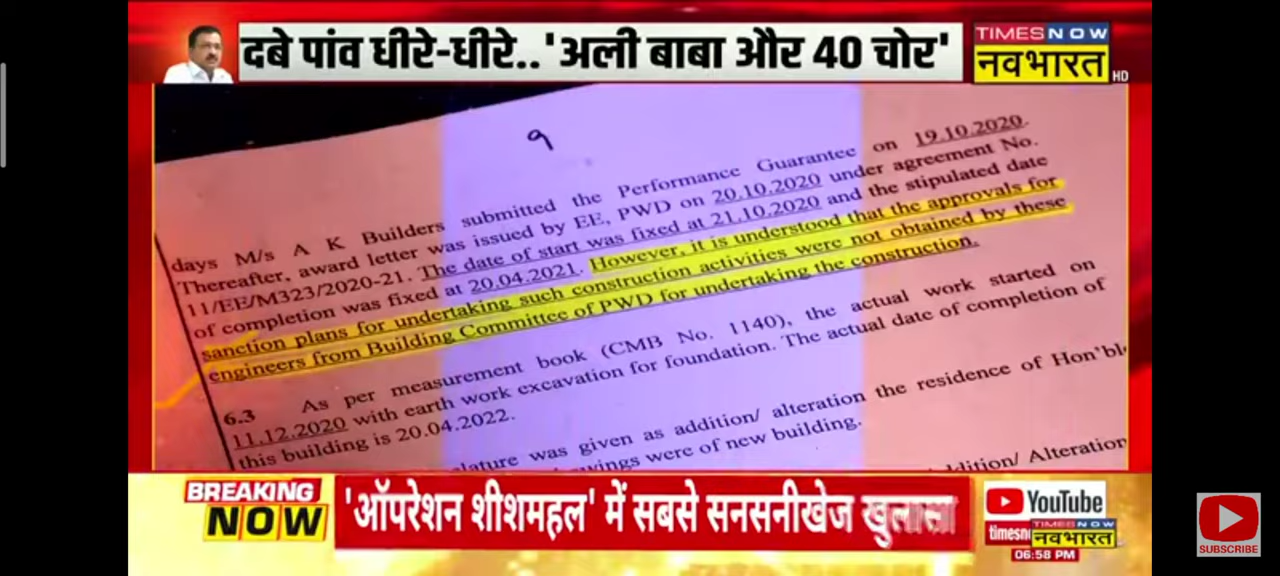 दबे पांव धीरे-धीरे.. 'अली बाबा और 40 चोर'
TIMES NOW
नवभारत
HD
9
days M/s A K Builders submitted the Performance Guarantee on 19.10.2020.
Thereafter, award letter was issued by EE, PWD on 20.10.2020 under agreement No.
11/EE/M323/2020-21. The date of start was fixed at 21.10.2020 and the stipulated date
of completion was fixed at 20.04.2021. However, it is understood that the approvals for
sanction plans for undertaking such construction activities were not obtained by these
engineers from Building Committee of PWD for undertaking the construction.
6.3 As per measurement book (CMB No. 1140), the actual work started on
11.12.2020 with earth work excavation for foundation. The actual date of completion of
this building is 20.04.2022.
lature was given as addition/ alteration the residence of Hon'bl
wings were of new building.
dition/ Alteration
BREAKING
NOW
'ऑपरेशन शीशमहल' में सबसे सनसनीखेज खुलासा
YouTube
timesn
TIMES NOW
नवभारत
06:58 PM
SUBSCRIBE